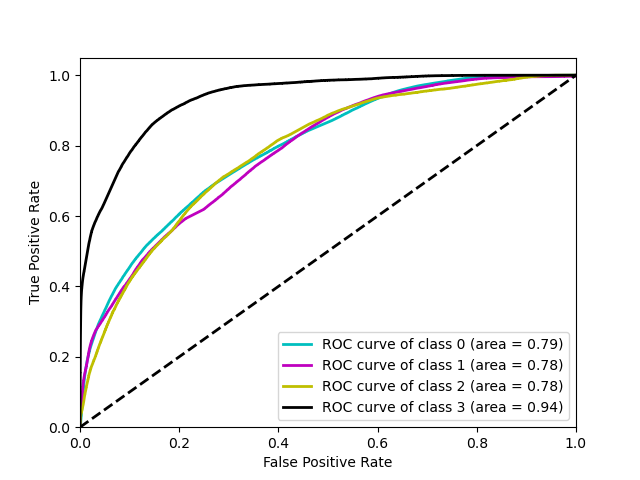 1.0
0.8
0.6
0.4
0.2
0.0
True Positive Rate
ROC curve of class 0 (area = 0.79)
ROC curve of class 1 (area = 0.78)
ROC curve of class 2 (area = 0.78)
ROC curve of class 3 (area = 0.94)
0.0 0.2 0.4 0.6 0.8 1.0
False Positive Rate